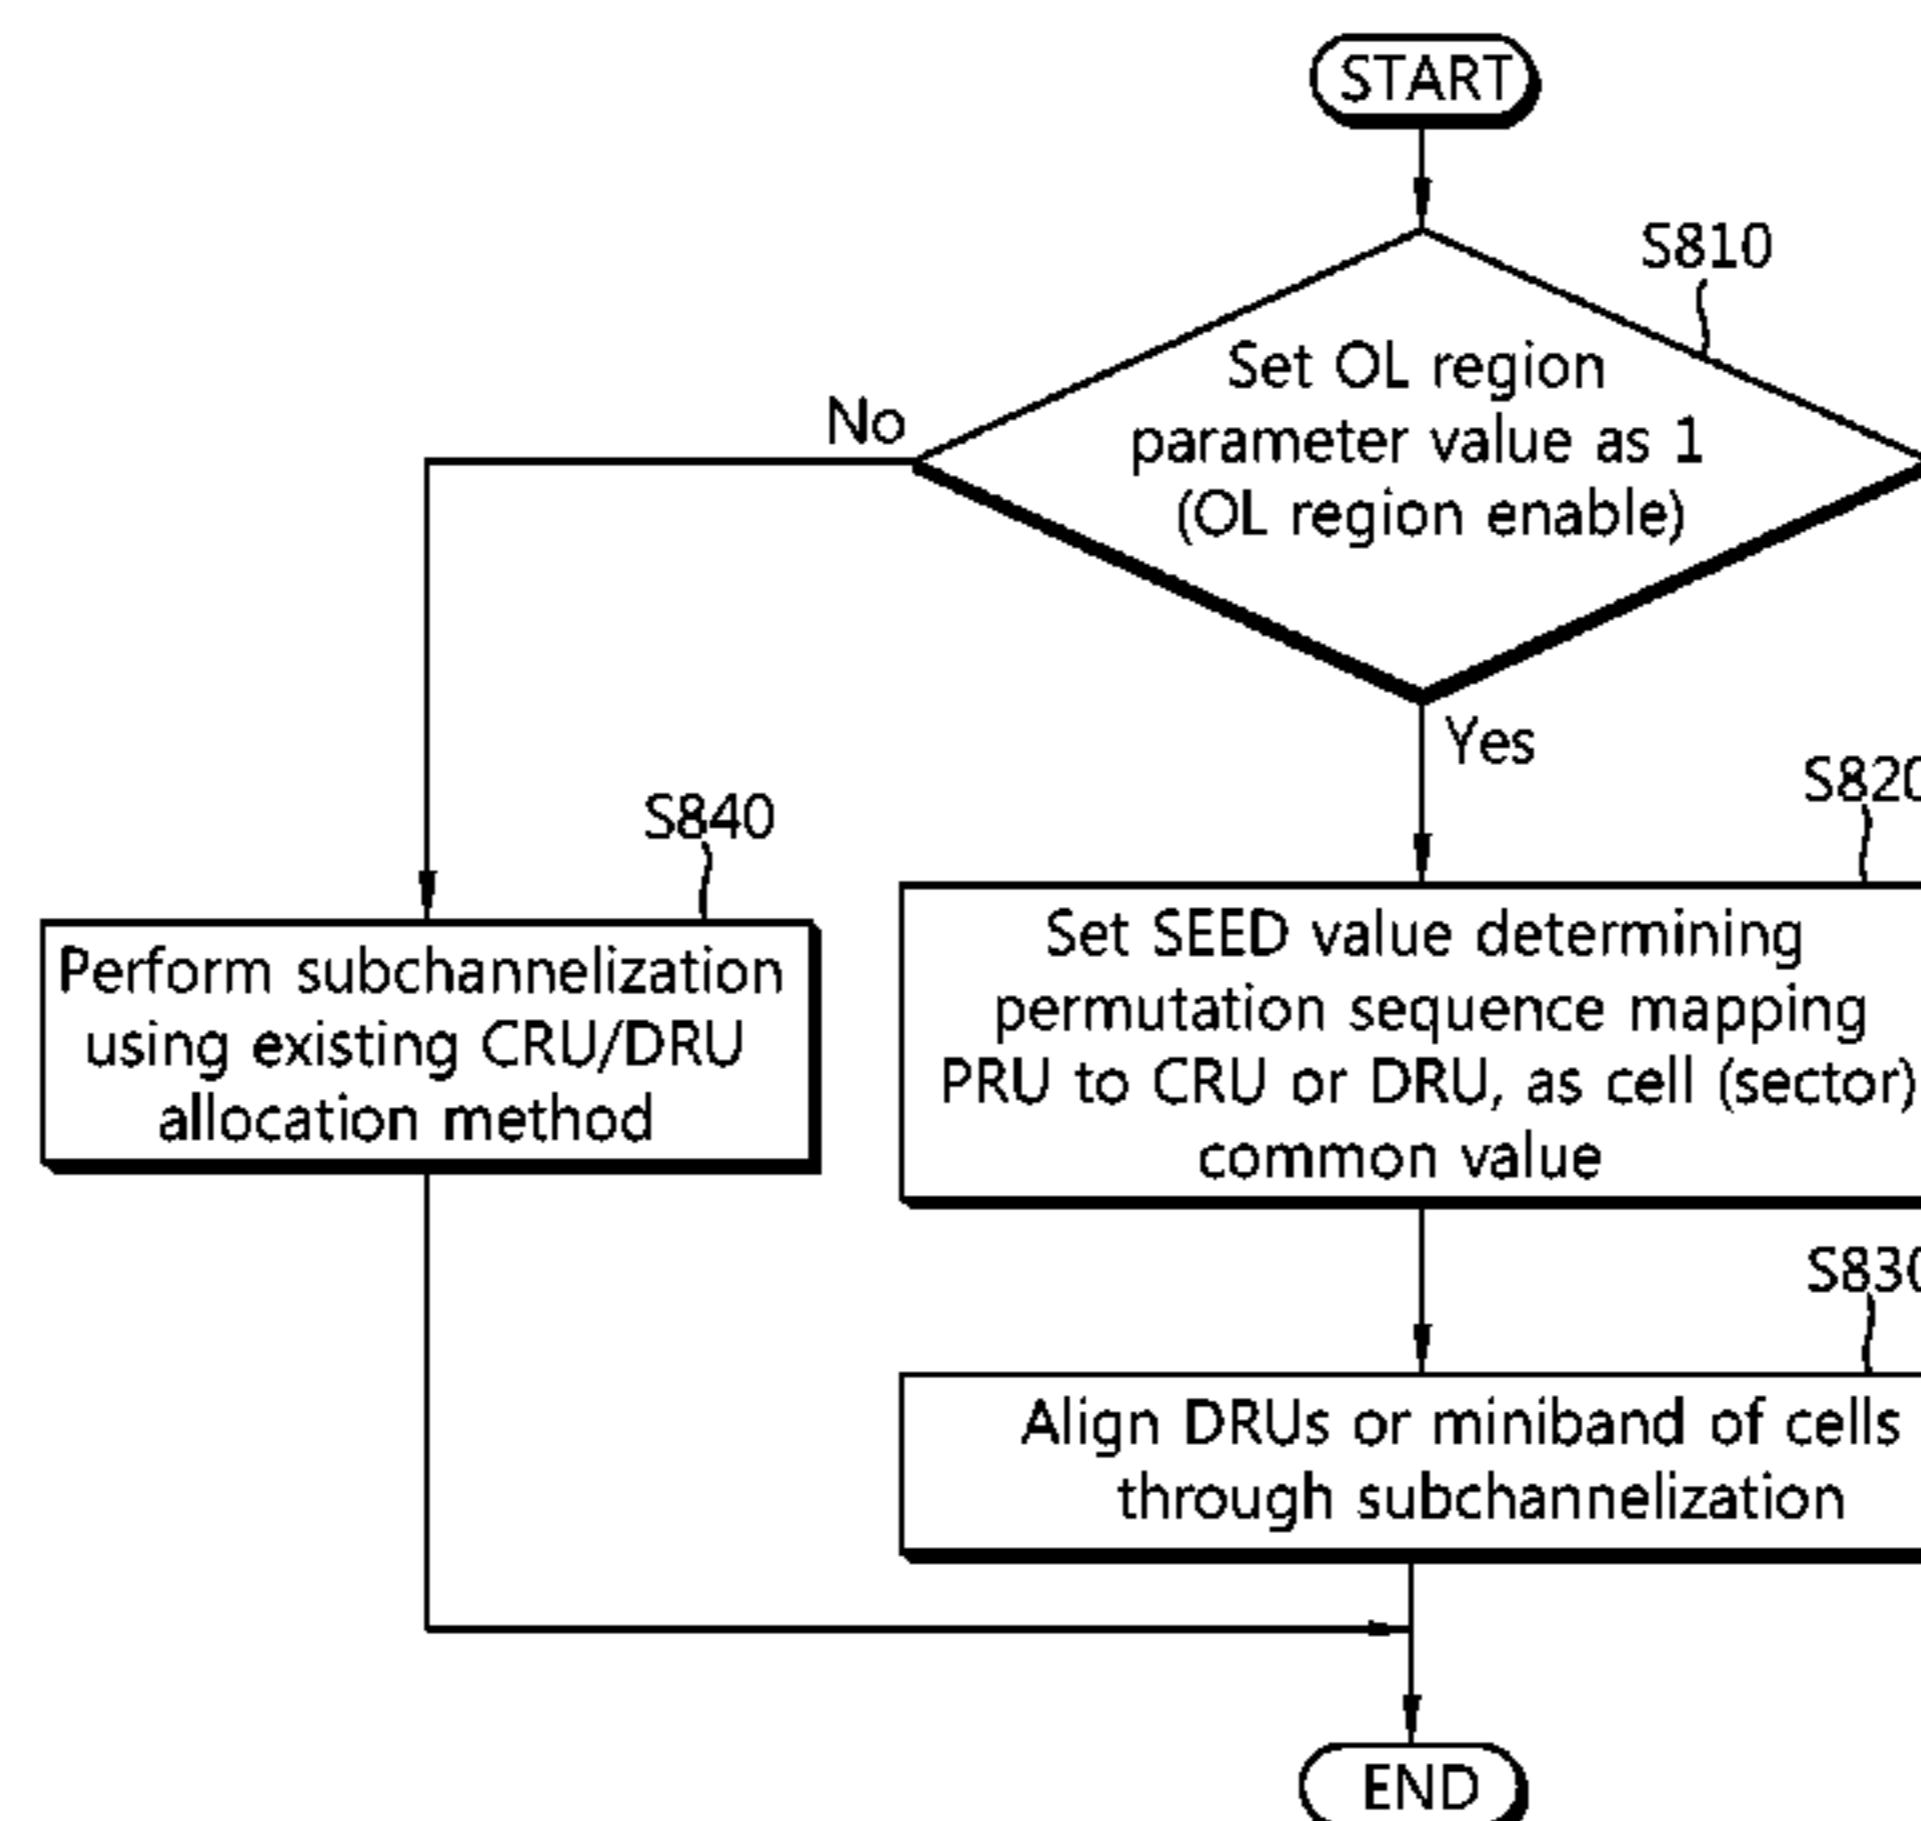 START
S810
Set OL region
parameter value as 1
(OL region enable)
No
Yes
S840
Perform subchannelization
using existing CRU/DRU
allocation method
S820
Set SEED value determining
permutation sequence mapping
PRU to CRU or DRU, as cell (sector)
common value
S830
Align DRUs or miniband of cells
through subchannelization
END